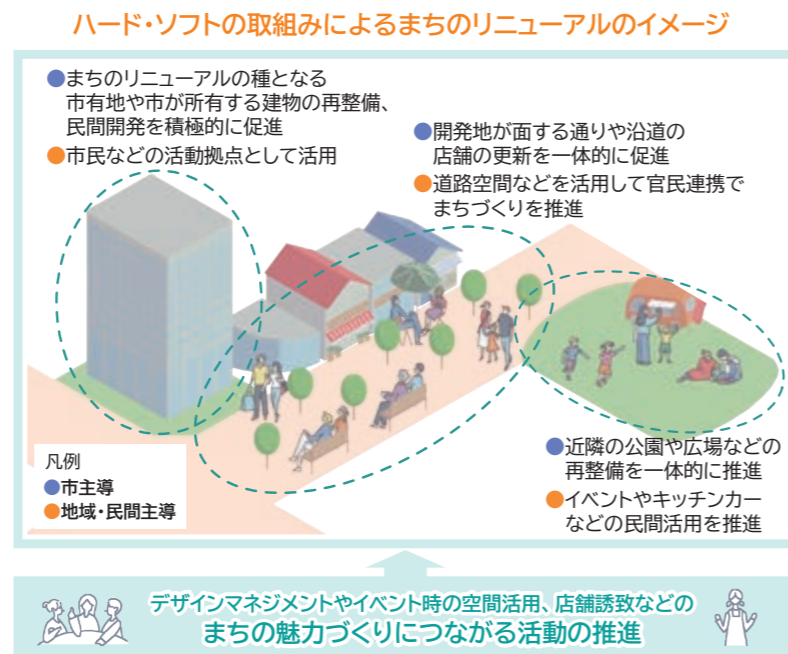 ハード・ソフトの取組みによるまちのリニューアルのイメージ
●まちのリニューアルの種となる
市有地や市が所有する建物の再整備、
民間開発を積極的に促進
●市民などの活動拠点として活用
●開発地が面する通りや沿道の
店舗の更新を一体的に促進
●道路空間などを活用して官民連携で
まちづくりを推進
●近隣の公園や広場などの
再整備を一体的に推進
●イベントやキッチンカー
などの民間活用を推進
凡例
●市主導
●地域・民間主導
デザインマネジメントやイベント時の空間活用、店舗誘致などの
まちの魅力づくりにつながる活動の推進